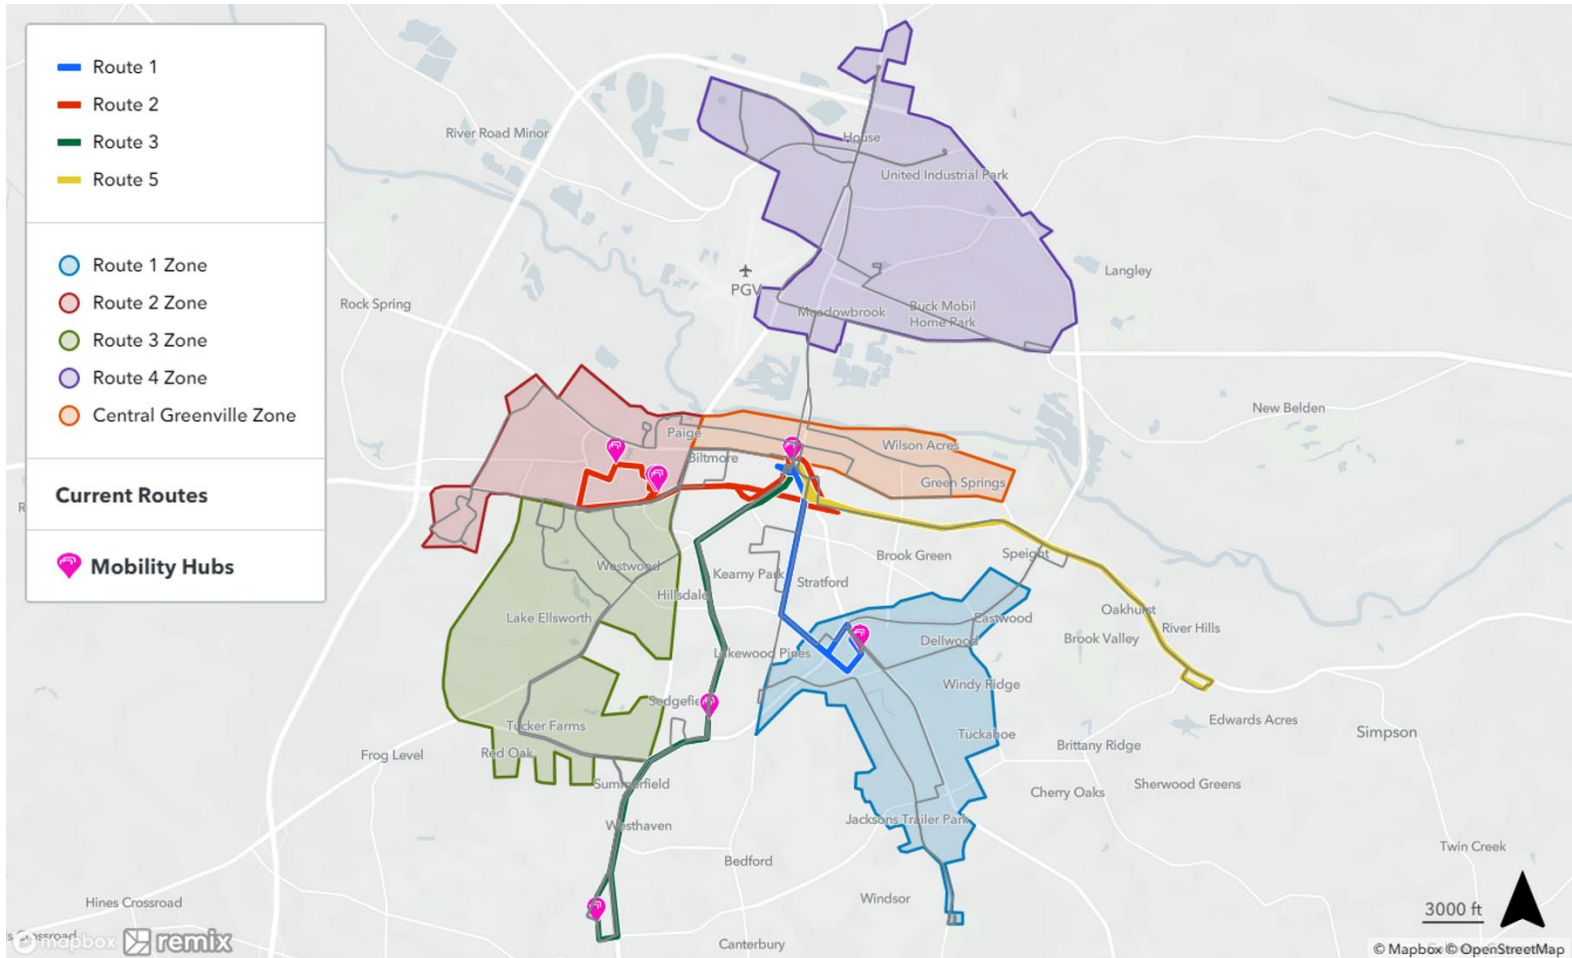 Route 1
Route 2
Route 3
Route 5
Route 1 Zone
Route 2 Zone
Route 3 Zone
Route 4 Zone
Central Greenville Zone
Current Routes
Mobility Hubs
River Road Minor
House
United Industrial Park
Langley
PGV
Rock Spring
Meadowbrook
Buck Mobil
Home Park
New Belden
Paige
Wilson Acres
Biltmore
Green Springs
Brook Green
Speight
Westwood
Kearny Park
Stratford
Hillsdale
Oakhurst
Lake Ellsworth
Eastwood
River Hills
Dellwood
Brook Valley
Lakewood Pines
Windy Ridge
Sedgefie
Edwards Acres
Tucker Farms
Tuckahoe
Simpson
Frog Level
Red Oak
Brittany Ridge
Summerfield
Sherwood Greens
Cherry Oaks
Westhaven
Jacksons Trailer Park
Twin Creek
Bedford
Windsor
Hines Crossroad
3000 ft
s Crossroad
mapbox
remix
Canterbury
© Mapbox © OpenStreetMap